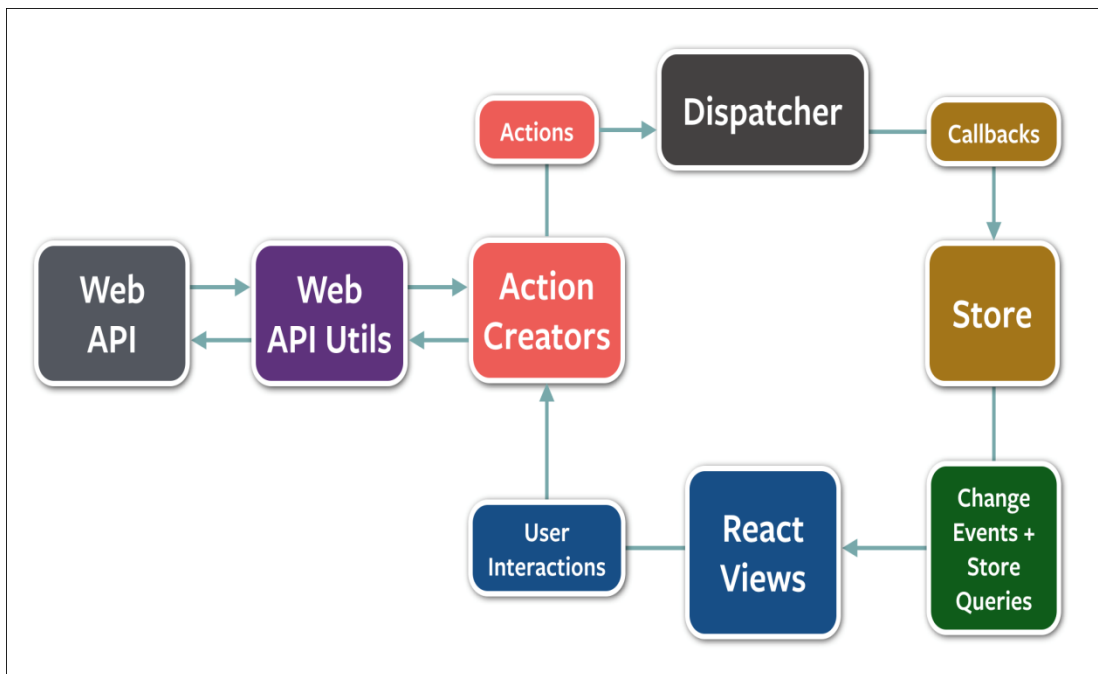 Dispatcher
Actions
Callbacks
Web
API
Web
API Utils
Action
Creators
Store
User
Interactions
React
Views
Change
Events +
Store
Queries